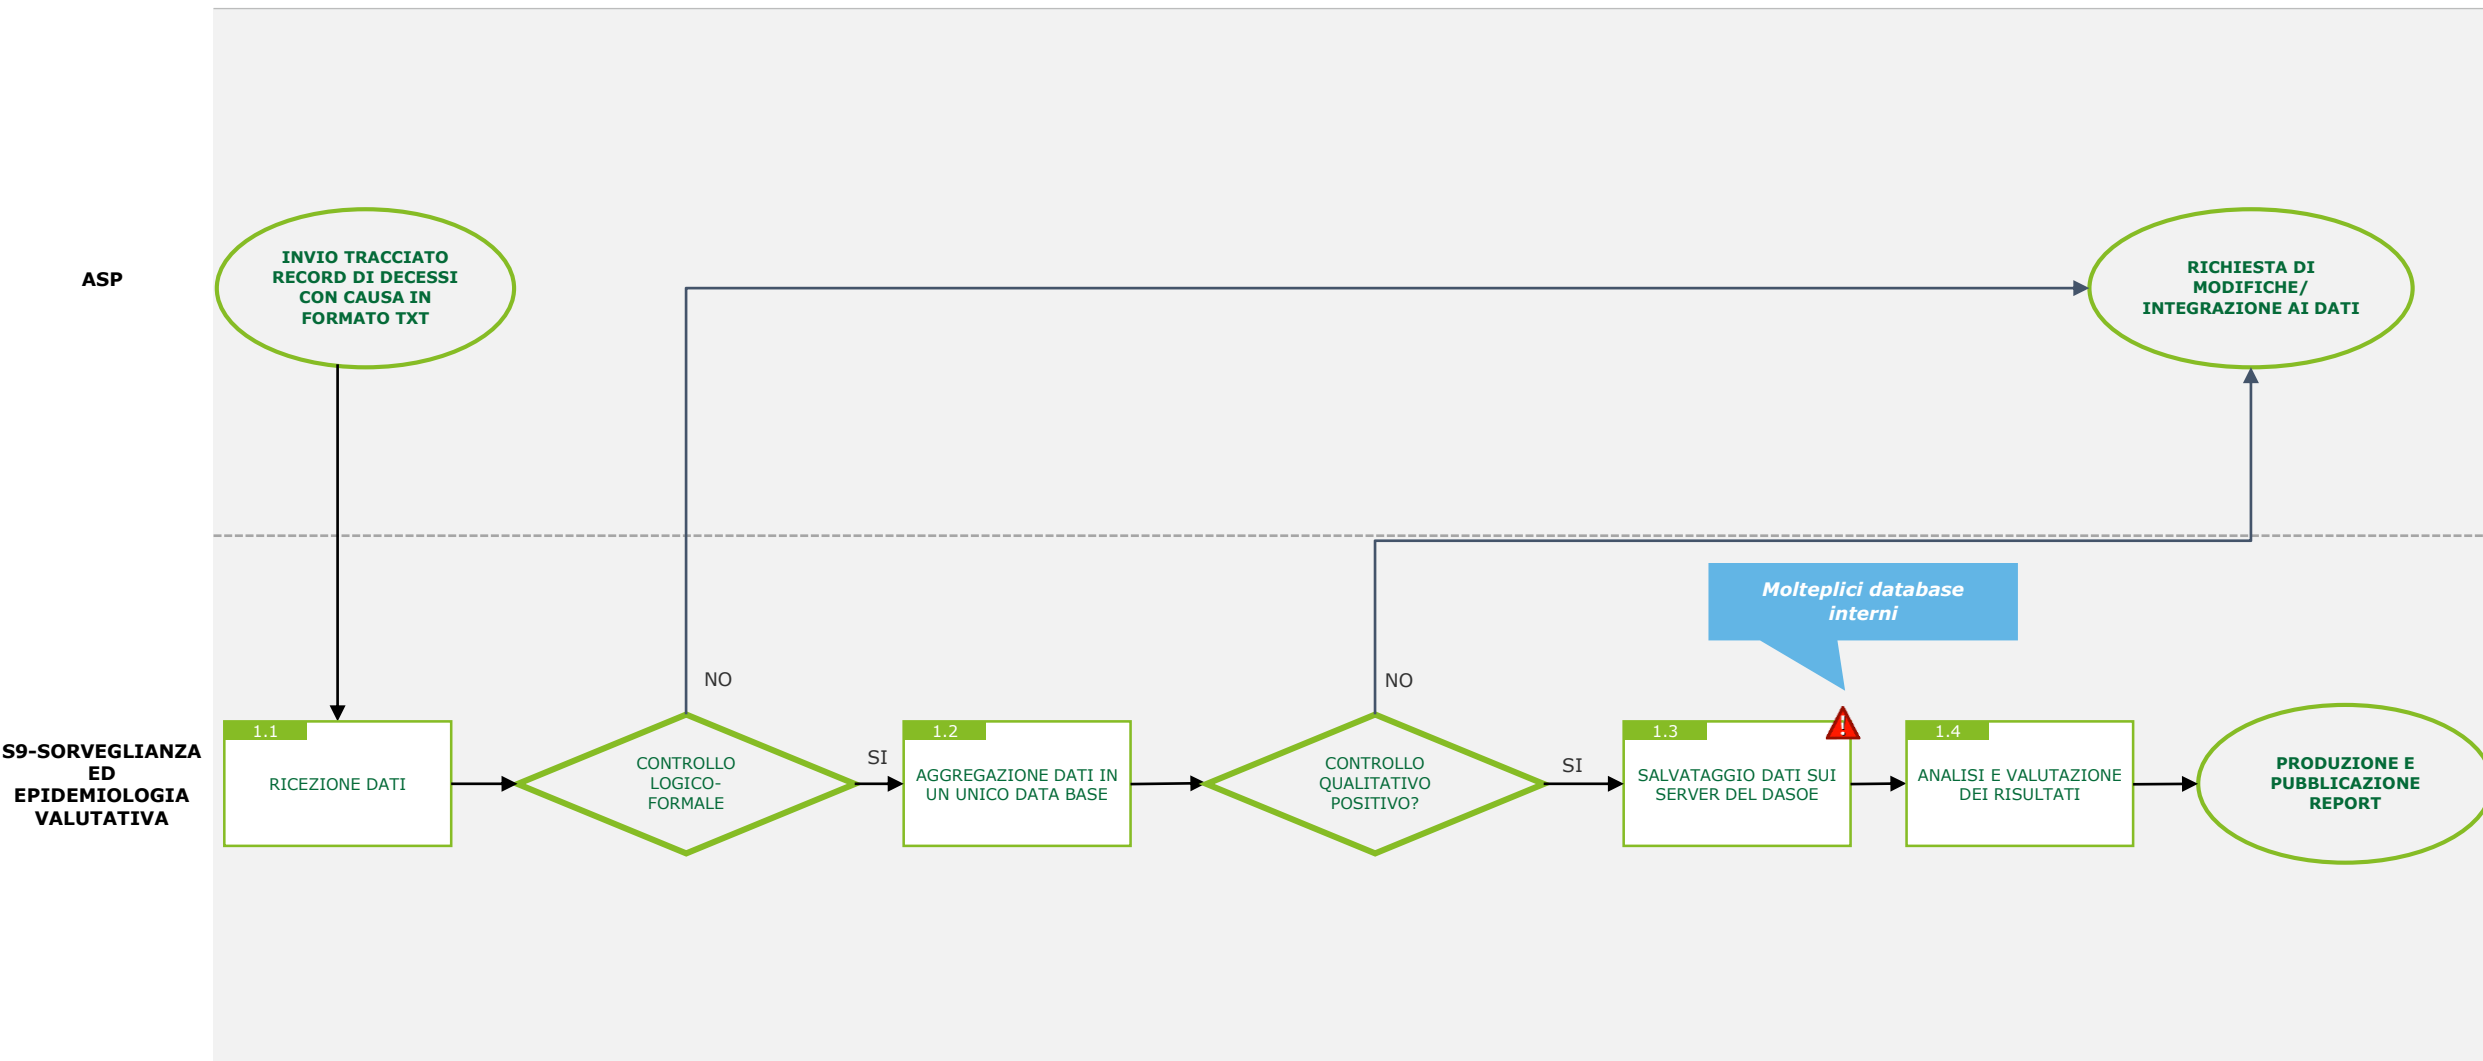 ASP
INVIO TRACCIATO
RECORD DI DECESSI
CON CAUSA IN
FORMATO TXT
RICHIESTA DI
MODIFICHE/
INTEGRAZIONE AI DATI
Molteplici database
interni
NO
NO
S9-SORVEGLIANZA
ED
EPIDEMIOLOGIA
VALUTATIVA
1.1
RICEZIONE DATI
CONTROLLO
LOGICO-
FORMALE
SI
1.2
AGGREGAZIONE DATI IN
UN UNICO DATA BASE
CONTROLLO
QUALITATIVO
POSITIVO?
SI
1.3
SALVATAGGIO DATI SUI
SERVER DEL DASOE
!
1.4
ANALISI E VALUTAZIONE
DEI RISULTATI
PRODUZIONE E
PUBBLICAZIONE
REPORT